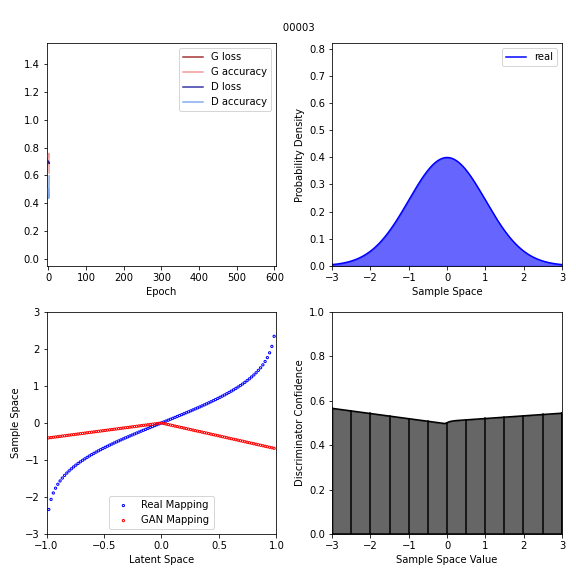 00003
1.4
1.2
1.0
0.8
0.6
0.4
0.2
0.0
0 100 200 300 400 500 600
Epoch
G loss
G accuracy
D loss
D accuracy
Probability Density
0.8
0.7
0.6
0.5
0.4
0.3
0.2
0.1
0.0
−3 −2 −1 0 1 2 3
Sample Space
real
Sample Space
3
2
1
0
−1
−2
−3
−1.0 −0.5 0.0 0.5 1.0
Latent Space
Real Mapping
GAN Mapping
Discriminator Confidence
1.0
0.8
0.6
0.4
0.2
0.0
−3 −2 −1 0 1 2 3
Sample Space Value